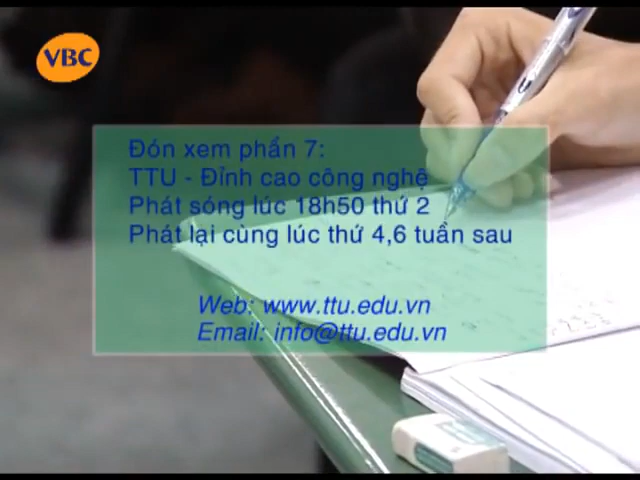 VBC
Đón xem phần 7:
TTU - Đỉnh cao công nghệ
Phát sóng lúc 18h50 thứ 2
Phát lại cùng lúc thứ 4,6 tuần sau
Web: www.ttu.edu.vn
Email: info@ttu.edu.vn